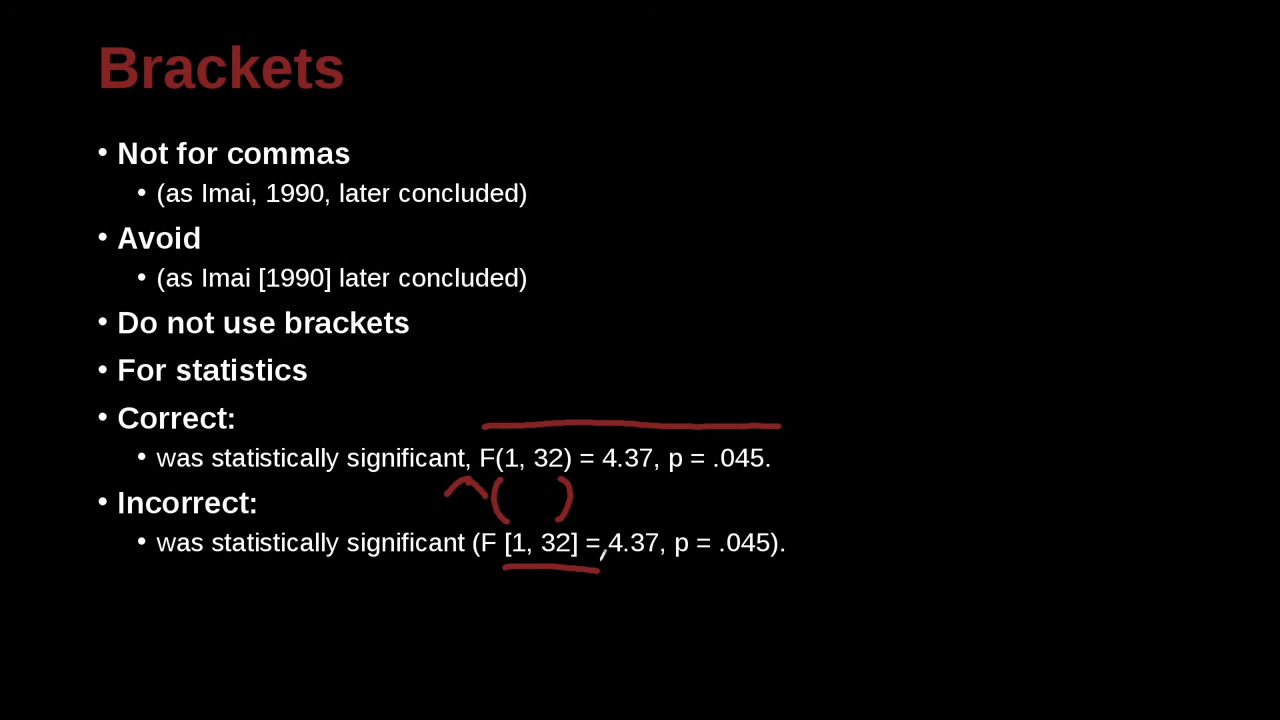 Brackets
• Not for commas
• (as Imai, 1990, later concluded)
• Avoid
• (as Imai [1990] later concluded)
• Do not use brackets
• For statistics
• Correct:
• was statistically significant, F(1, 32) = 4.37, p = .045.
• Incorrect:
• was statistically significant (F [1, 32] = 4.37, p = .045).